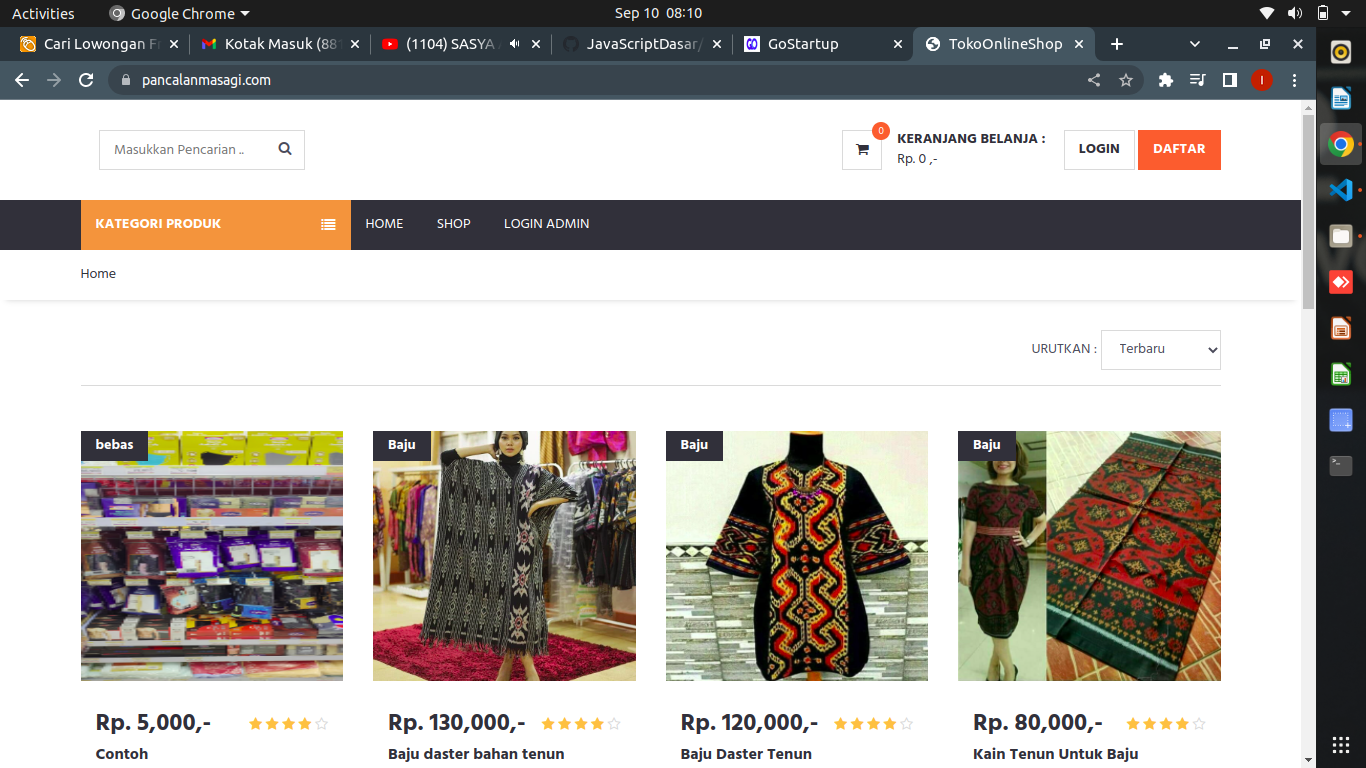 Activities Google Chrome Sep 10 08:10
Cari Lowongan Fr Kotak Masuk (881 (1104) SASYA A JavaScriptDasar/ GoStartup TokoOnlineShop
pancalanmasagi.com I
Masukkan Pencarian .. 0 KERANJANG BELANJA : LOGIN DAFTAR
Rp. 0 ,-
KATEGORI PRODUK HOME SHOP LOGIN ADMIN
Home
URUTKAN : Terbaru
bebas Baju Baju Baju
Rp. 5,000,- Rp. 130,000,- Rp. 120,000,- Rp. 80,000,-
Contoh Baju daster bahan tenun Baju Daster Tenun Kain Tenun Untuk Baju